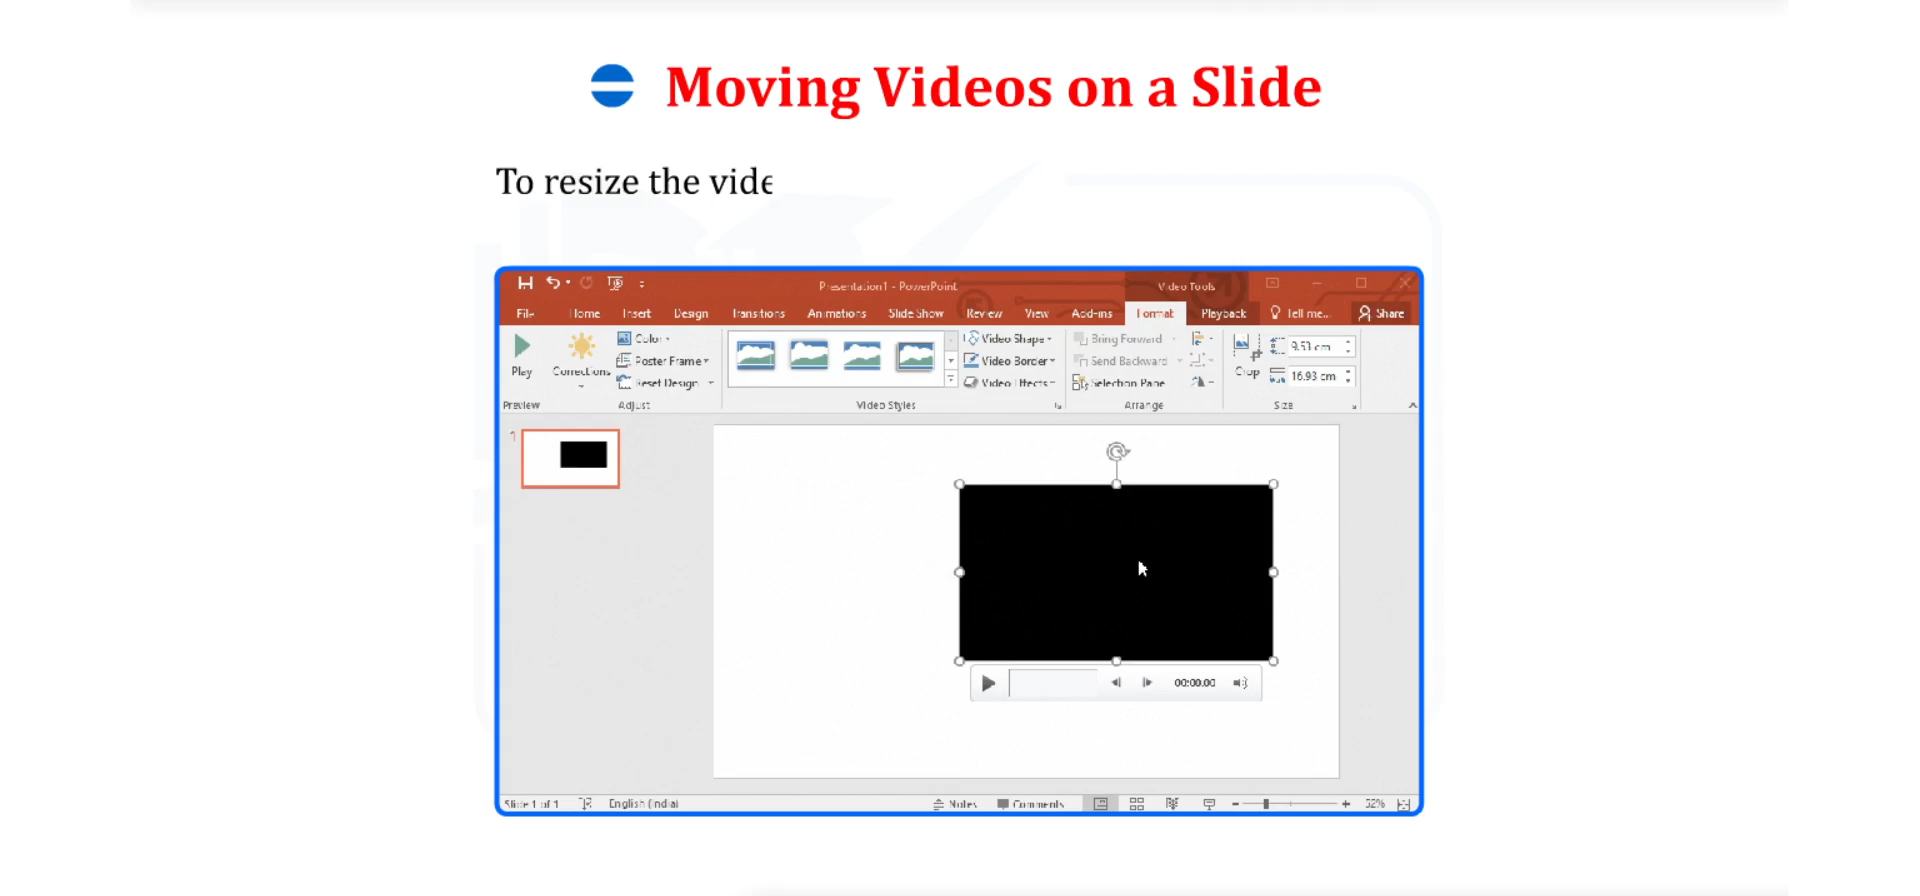 Moving Videos on a Slide
To resize the vide
Presentation1 - PowerPoint
Video Tools
File Home Insert Design Transitions Animations Slide Show Review View Add-ins Format Playback Tell me... Share
Play
Corrections
Color
Poster Frame
Reset Design
Video Shape
Video Border
Video Effects
Bring Forward
Send Backward
Selection Pane
Crop
9.53 cm
16.93 cm
Preview Adjust Video Styles Arrange Size
1
00:00.00
Slide 1 of 1 English (India) Notes Comments 52%